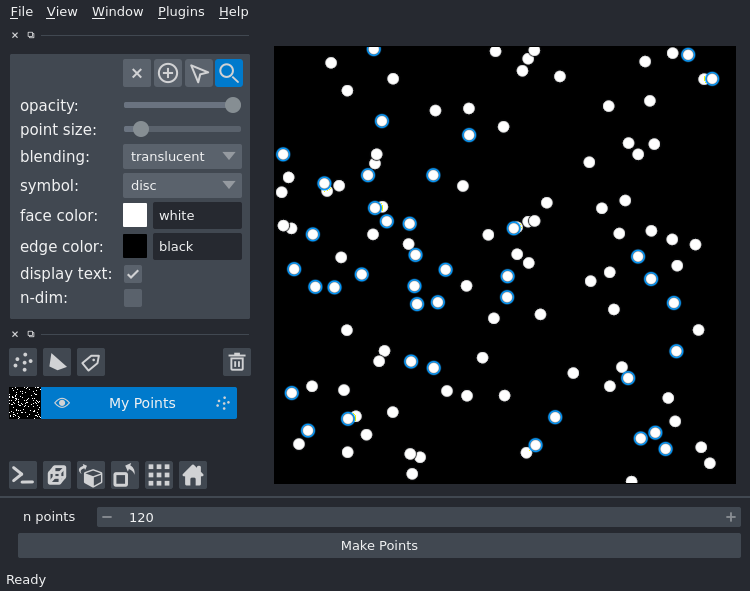 File View Window Plugins Help
opacity:
point size:
blending: translucent
symbol: disc
face color: white
edge color: black
display text:
n-dim:
My Points
n points 120
Make Points
Ready